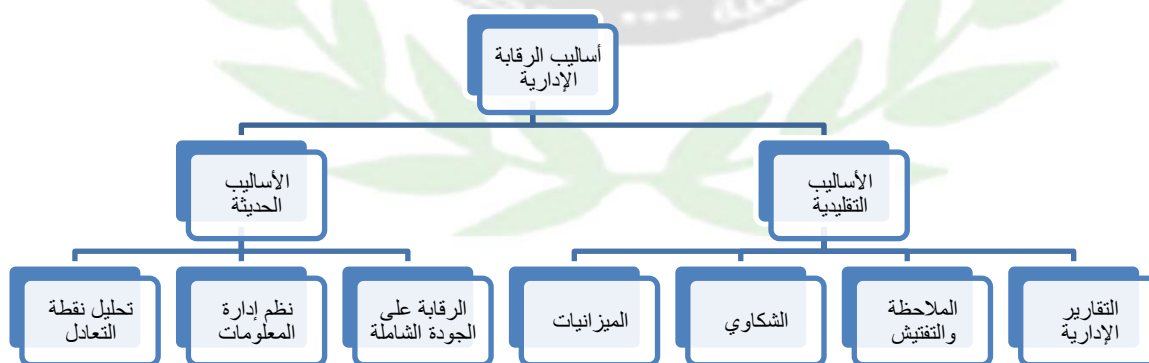 أساليب الرقابة
الإدارية
الأساليب
التقليدية
الأساليب
الحديثة
التقارير
الإدارية
الملاحظة
والتفتيش
الشكاوي
الميزانيات
الرقابة على
الجودة الشاملة
نظم إدارة
المعلومات
تحليل نقطة
التعادل